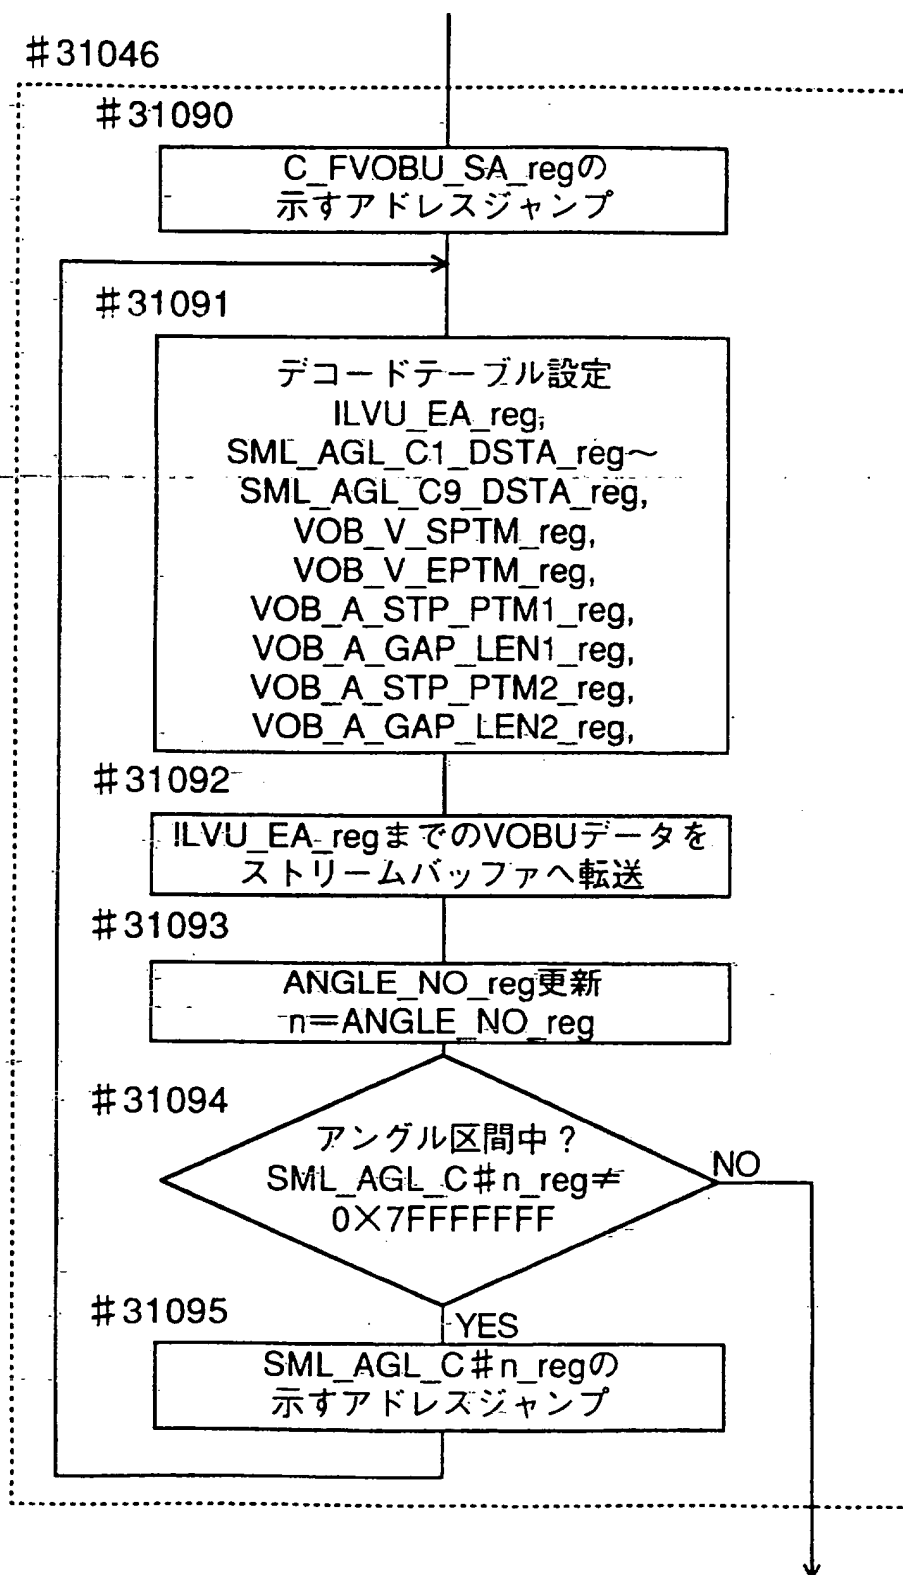 #31046
#31090
C_FVOBU_SA_regの
示すアドレスジャンプ
#31091
デコードテーブル設定
ILVU_EA_reg,
SML_AGL_C1_DSTA_reg〜
SML_AGL_C9_DSTA_reg,
VOB_V_SPTM_reg,
VOB_V_EPTM_reg,
VOB_A_STP_PTM1_reg,
VOB_A_GAP_LEN1_reg,
VOB_A_STP_PTM2_reg,
VOB_A_GAP_LEN2_reg,
#31092
ILVU_EA_regまでのVOBUデータを
ストリームバッファへ転送
#31093
ANGLE_NO_reg更新
n=ANGLE_NO_reg
#31094
アングル区間中?
SML_AGL_C#n_reg≠
0×7FFFFFFF
NO
#31095
YES
SML_AGL_C#n_regの
示すアドレスジャンプ